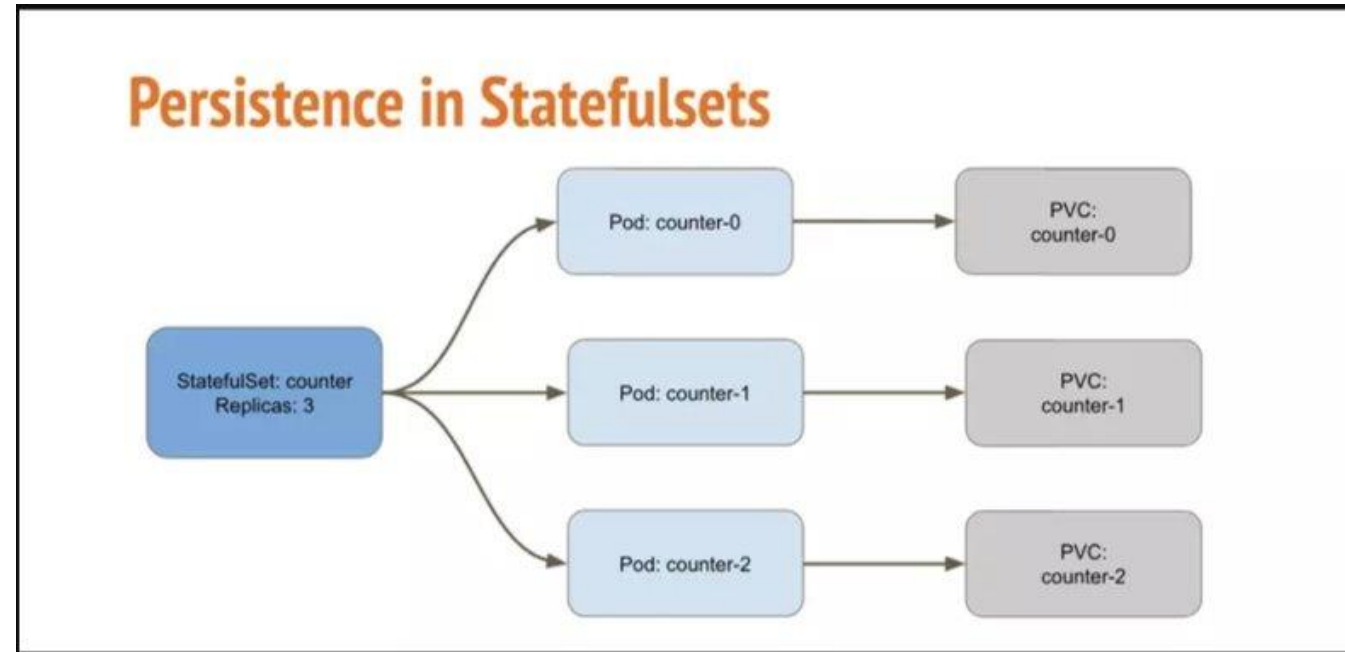 Persistence in Statefulsets
Pod: counter-0
PVC:
counter-0
StatefulSet: counter
Replicas: 3
Pod: counter-1
PVC:
counter-1
Pod: counter-2
PVC:
counter-2